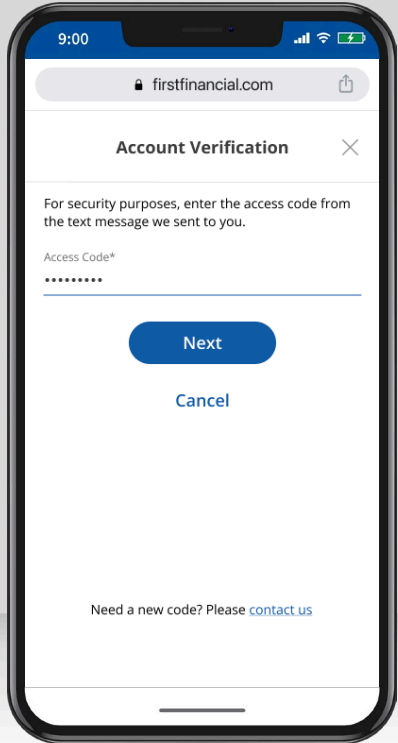 9:00
firstfinancial.com
Account Verification
For security purposes, enter the access code from
the text message we sent to you.
Access Code*
•••••••••
Next
Cancel
Need a new code? Please contact us